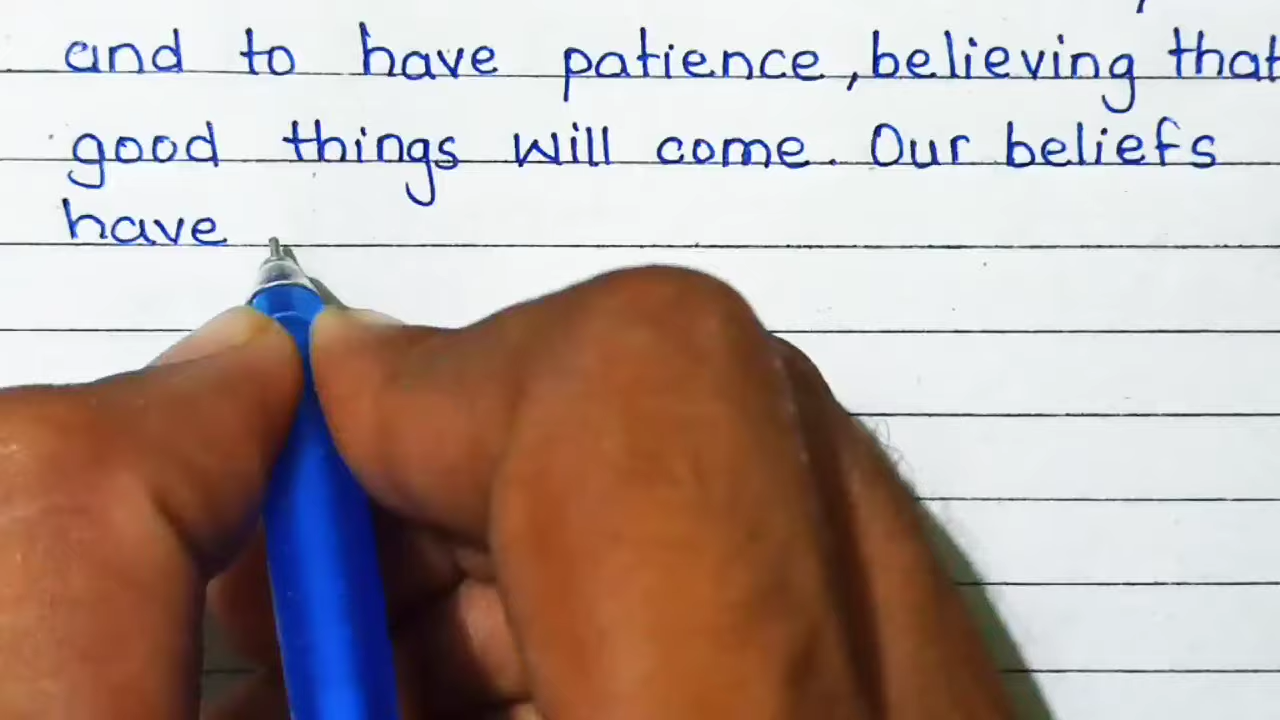 and to have patience, believing that
good things will come. Our beliefs
have